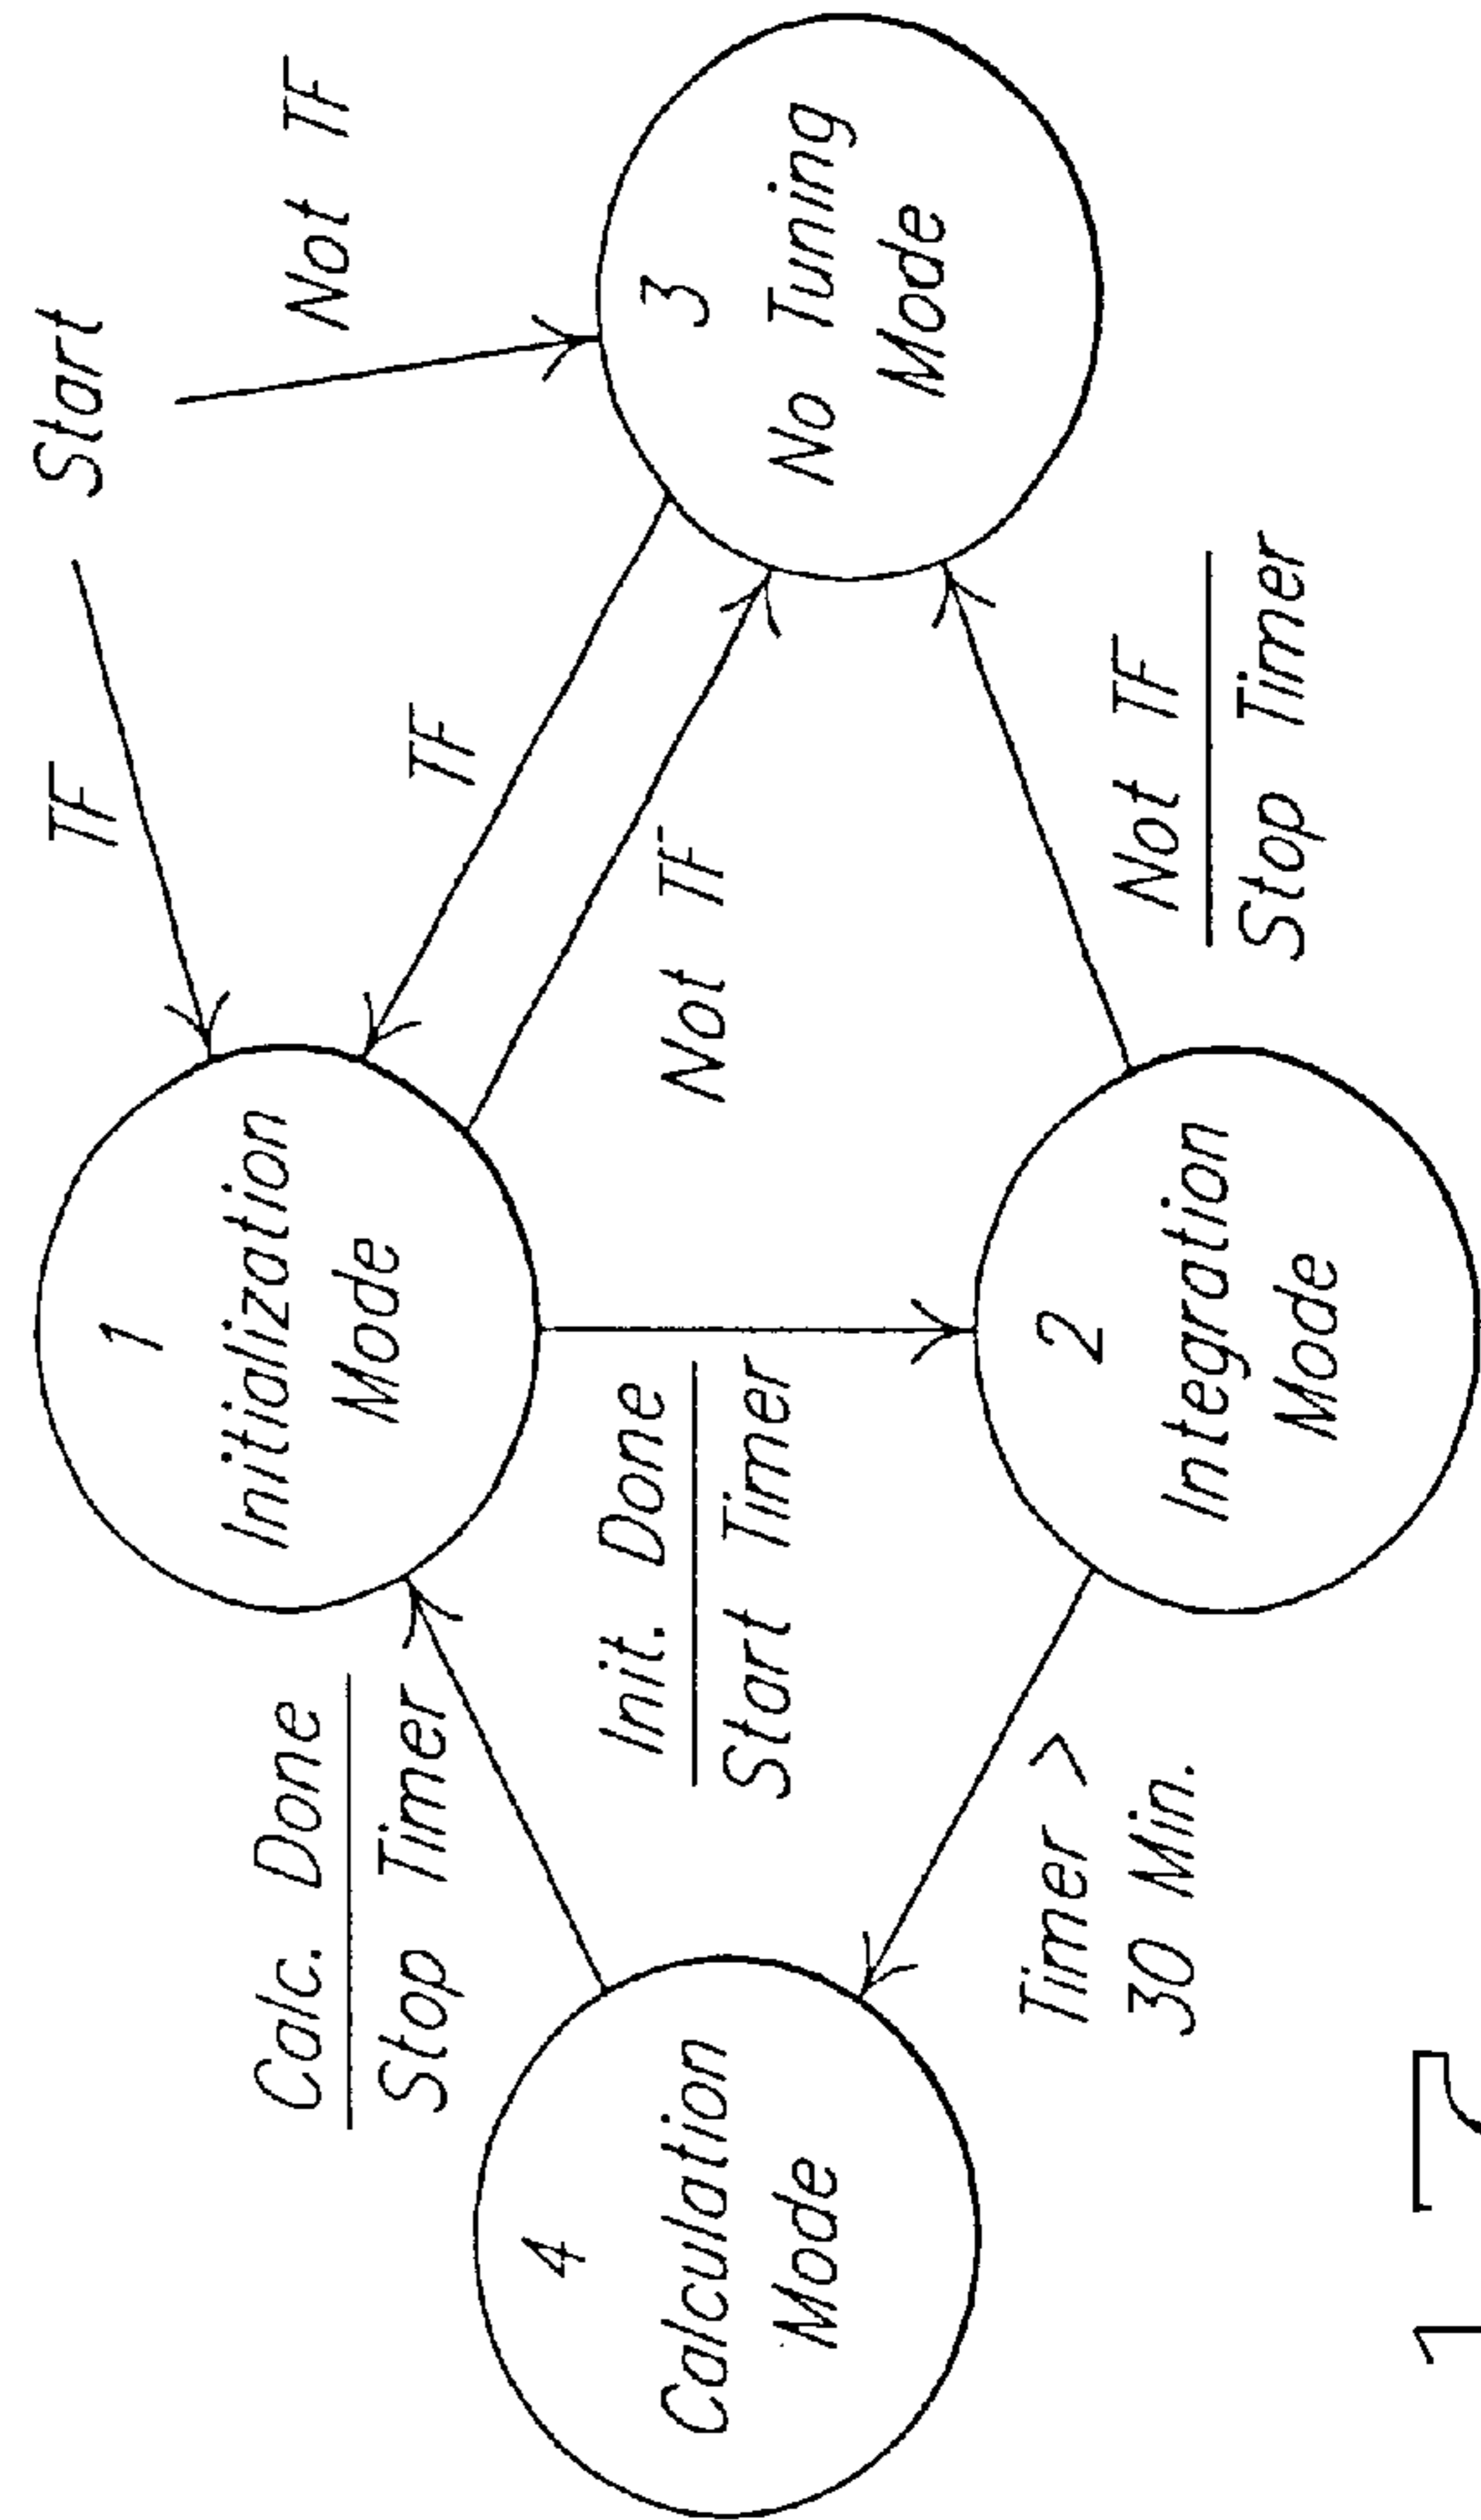 Start
TF
Not TF
1
Initialization
Mode
Calc. Done
Stop Timer
TF
Not TF
Init. Done
Start Timer
3
No Tuning
Mode
4
Calculation
Mode
2
Integration
Mode
Timer >
30 Min.
Not TF
Stop Timer